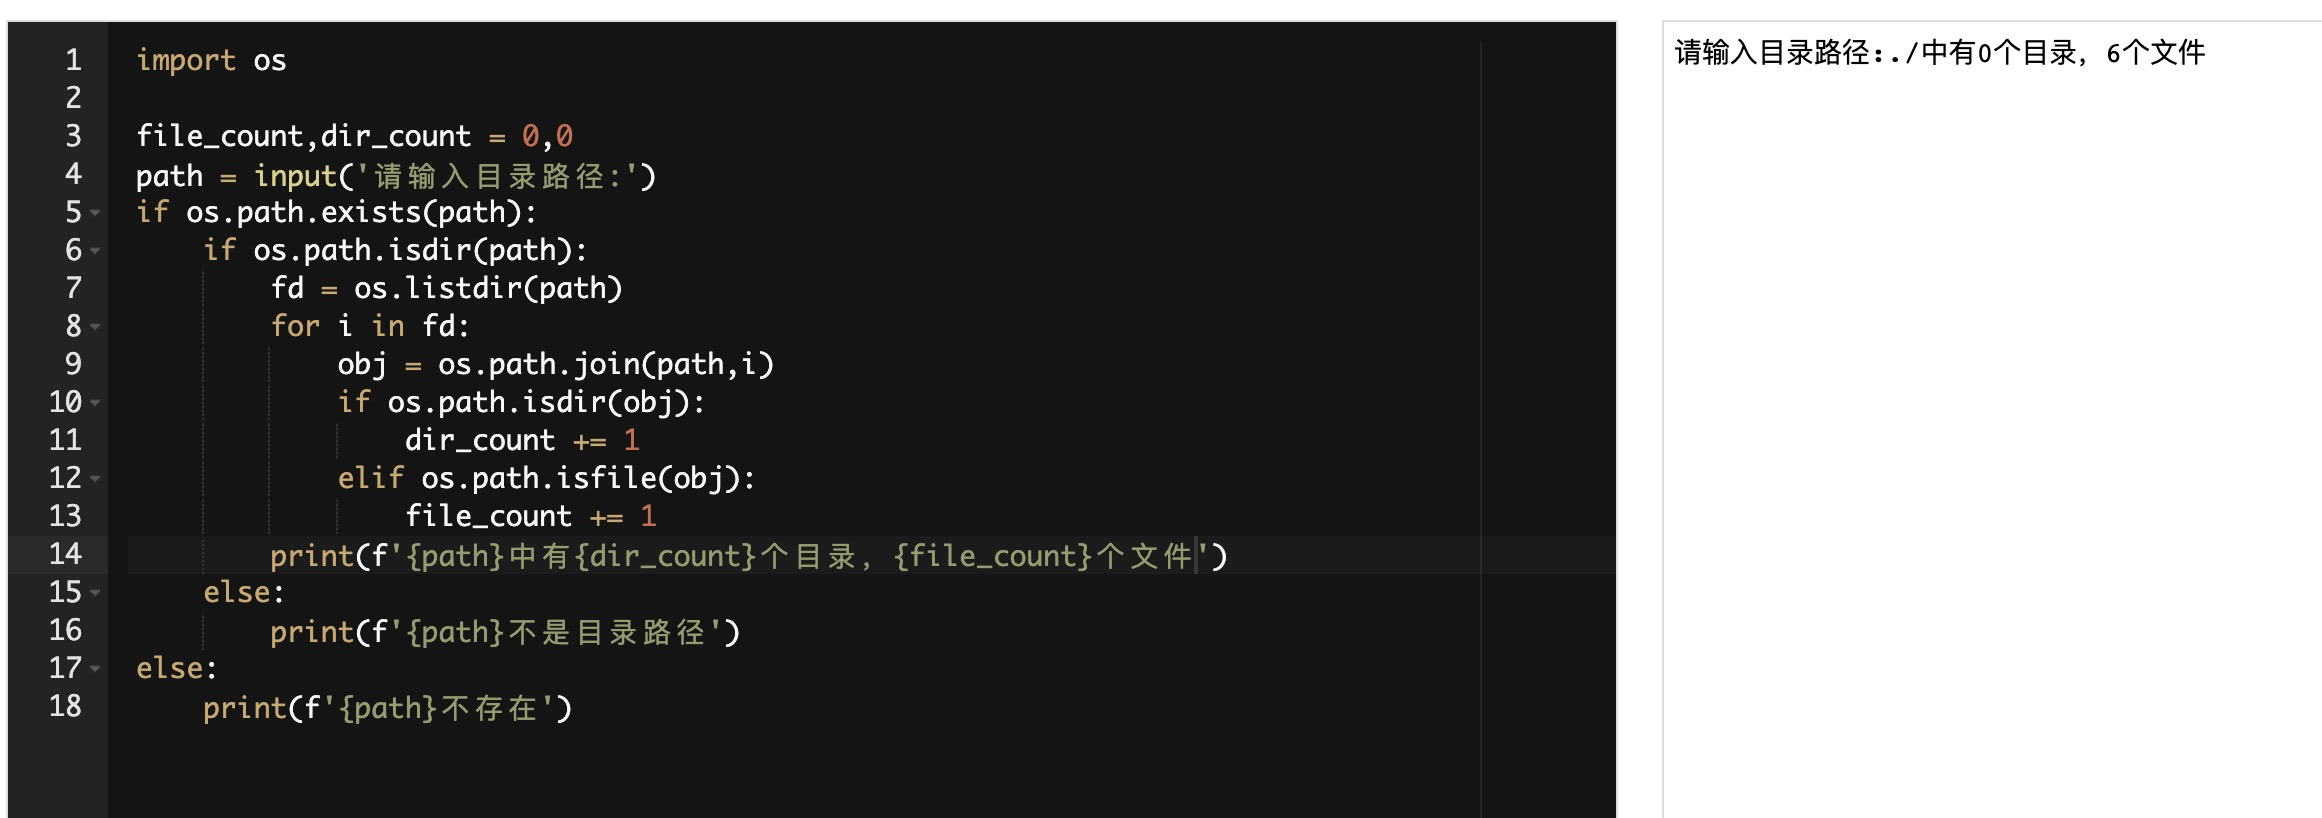 1 import os
2
3 file_count,dir_count = 0,0
4 path = input('请输入目录路径:')
5 if os.path.exists(path):
6     if os.path.isdir(path):
7         fd = os.listdir(path)
8         for i in fd:
9             obj = os.path.join(path,i)
10             if os.path.isdir(obj):
11                 dir_count += 1
12             elif os.path.isfile(obj):
13                 file_count += 1
14         print(f'{path}中有{dir_count}个目录，{file_count}个文件')
15     else:
16         print(f'{path}不是目录路径')
17 else:
18     print(f'{path}不存在')
请输入目录路径:./中有0个目录，6个文件